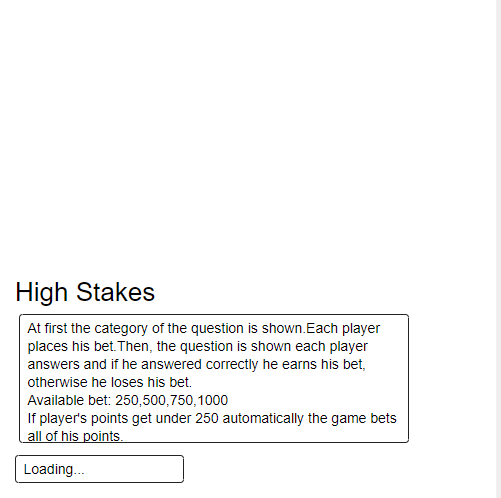 High Stakes
At first the category of the question is shown.Each player
places his bet.Then, the question is shown each player
answers and if he answered correctly he earns his bet,
otherwise he loses his bet.
Available bet: 250,500,750,1000
If player's points get under 250 automatically the game bets
all of his points.
Loading...